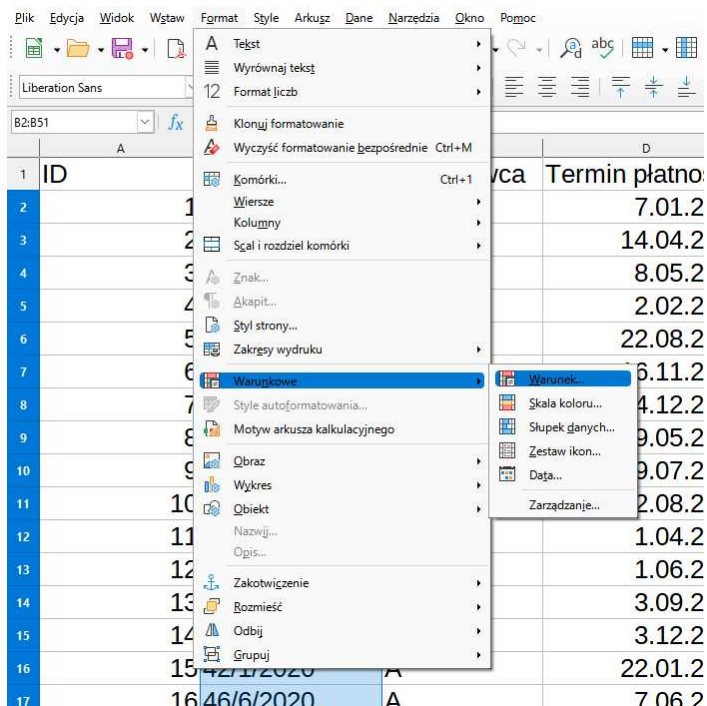 Plik Edycja Widok Wstaw Format Style Arkusz Dane Narzędzia Okno Pomoc
abc
Liberation Sans
B2:B51 fx
A D
Tekst
Wyrównaj tekst
12 Format liczb
Klonuj formatowanie
Wyczyść formatowanie bezpośrednie Ctrl+M
Komórki... Ctrl+1
Wiersze
Kolumny
Scal i rozdziel komórki
Znak...
Akapit...
Styl strony...
Zakresy wydruku
Warunkowe
Style autoformatowania...
Motyw arkusza kalkulacyjnego
Obraz
Wykres
Obiekt
Nazwij...
Opis...
Zakotwiczenie
Rozmieść
Odbij
Grupuj
Warunek...
Skala koloru...
Słupek danych...
Zestaw ikon...
Data...
Zarządzanie...
1 ID wca Termin płatnoś
2 1 7.01.2
3 2 14.04.2
4 3 8.05.2
5 4 2.02.2
6 5 22.08.2
7 6 6.11.2
8 7 4.12.2
9 8 9.05.2
10 9 9.07.2
11 10 2.08.2
12 11 1.04.2
13 12 1.06.2
14 13 3.09.2
15 14 3.12.2
16 15 42/1/2020 A 22.01.2
17 16 46/6/2020 A 7.06.2